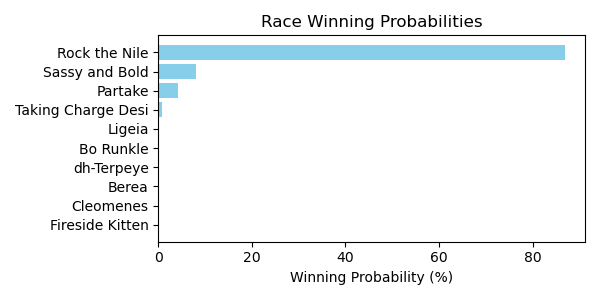 Race Winning Probabilities
Rock the Nile
Sassy and Bold
Partake
Taking Charge Desi
Ligeia
Bo Runkle
dh-Terpeye
Berea
Cleomenes
Fireside Kitten
0 20 40 60 80
Winning Probability (%)